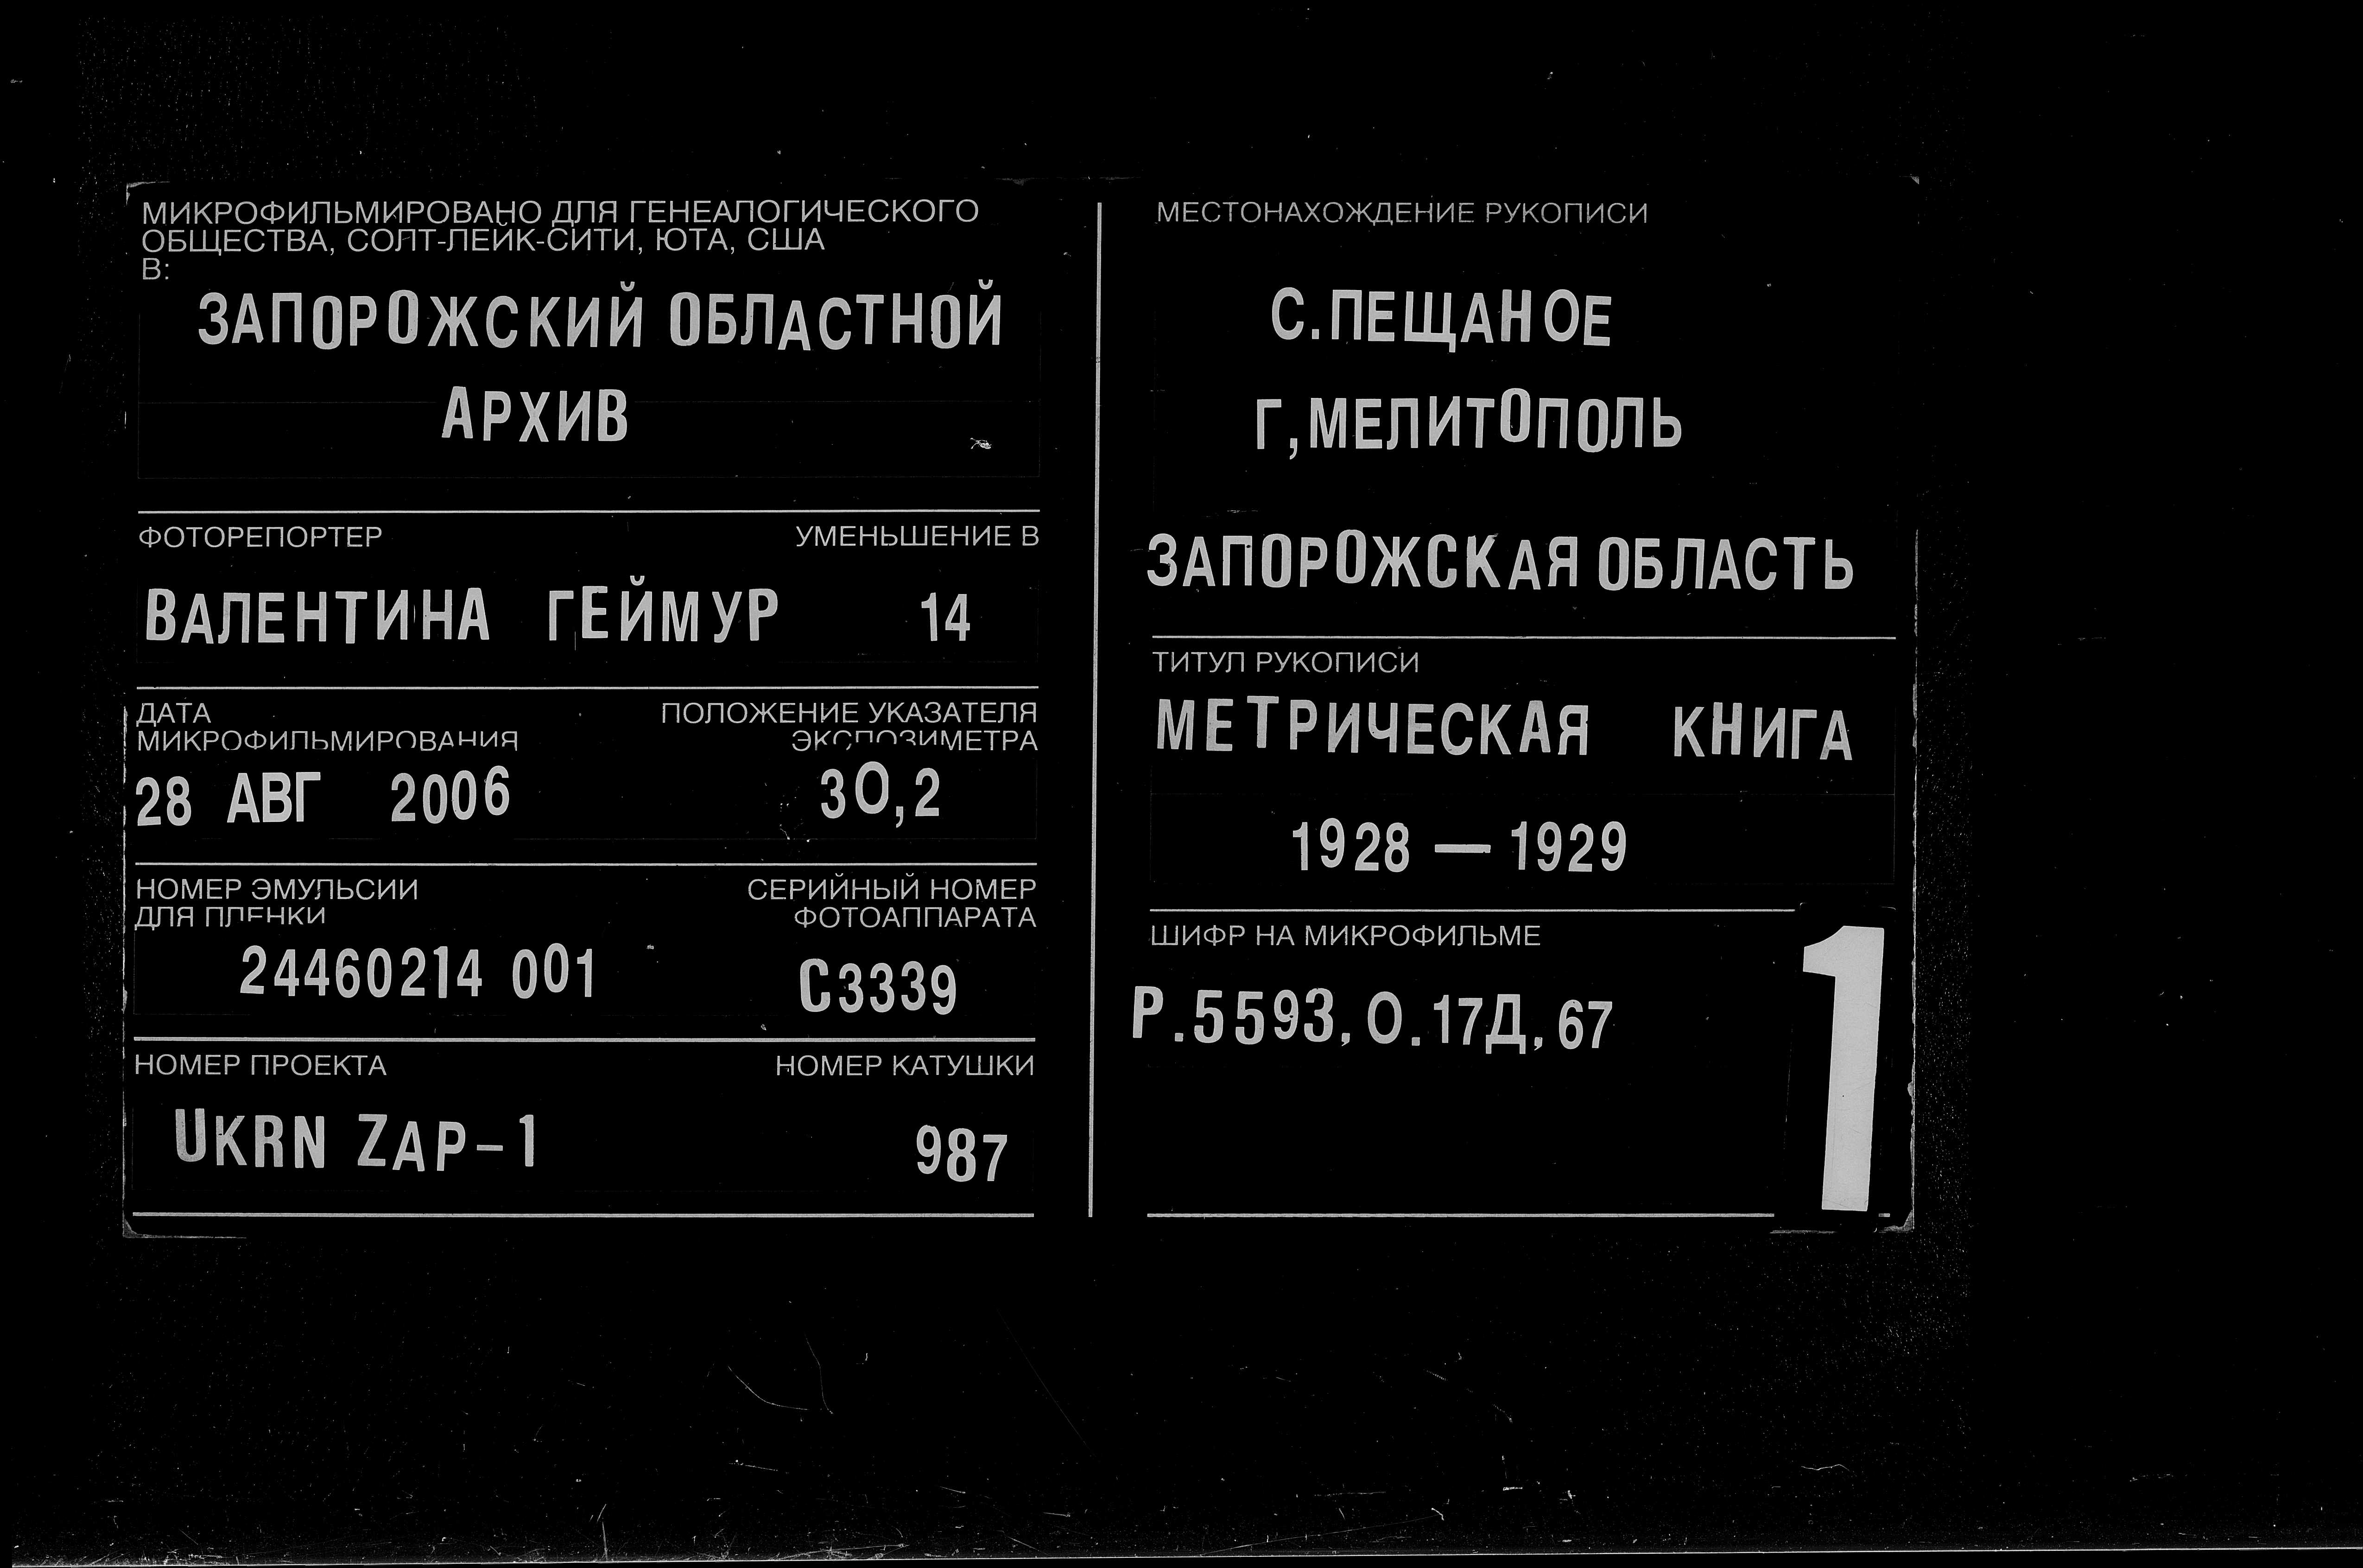 МИКРОФИЛЬМИРОВАНО ДЛЯ ГЕНЕАЛОГИЧЕСКОГО
ОБЩЕСТВА, СОЛТ-ЛЕЙК-СИТИ, ЮТА, США
В:
ЗАПОРОЖСКИЙ ОБЛАСТНОЙ
АРХИВ
ФОТОРЕПОРТЕР УМЕНЬШЕНИЕ В
ВАЛЕНТИНА ГЕЙМУР 14
ДАТА ПОЛОЖЕНИЕ УКАЗАТЕЛЯ
МИКРОФИЛЬМИРОВАНИЯ ЭКСПОЗИМЕТРА
28 АВГ 2006 30,2
НОМЕР ЭМУЛЬСИИ СЕРИЙНЫЙ НОМЕР
ДЛЯ ПЛЕНКИ ФОТОАППАРАТА
24460214 001 С3339
НОМЕР ПРОЕКТА НОМЕР КАТУШКИ
UKRN ZAP-1 987
МЕСТОНАХОЖДЕНИЕ РУКОПИСИ
С.ПЕЩАНОЕ
Г,МЕЛИТОПОЛЬ
ЗАПОРОЖСКАЯ ОБЛАСТЬ
ТИТУЛ РУКОПИСИ
МЕТРИЧЕСКАЯ КНИГА
1928 — 1929
ШИФР НА МИКРОФИЛЬМЕ
Р.5593,О.17Д,67
1